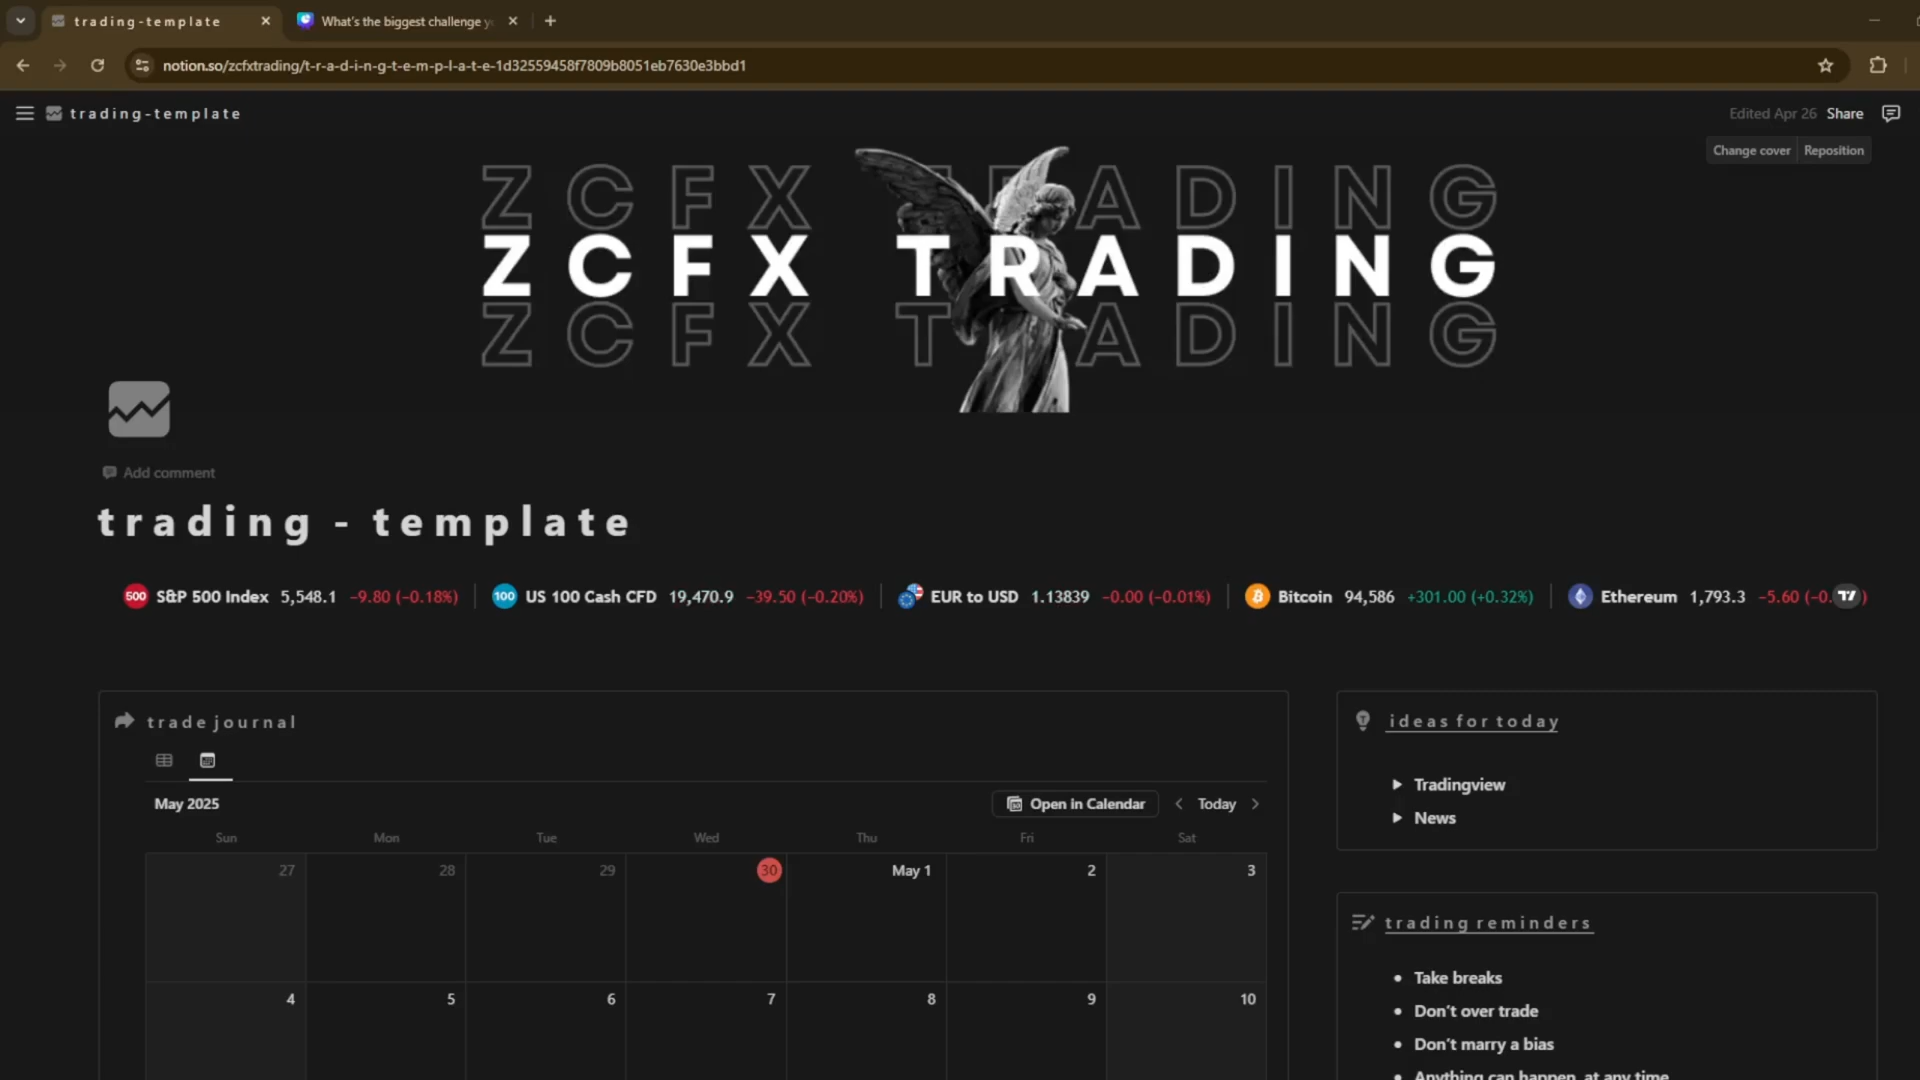 trading-template
What's the biggest challenge y
notion.so/zcfxtrading/t-r-a-d-i-n-g-t-e-m-p-l-a-t-e-1d32559458f7809b8051eb7630e3bbd1
trading-template
Edited Apr 26 Share
Change cover Reposition
ZCFX TRADING
ZCFX TRADING
ZCFX TRADING
Add comment
trading - template
500 S&P 500 Index 5,548.1 −9.80 (−0.18%)
100 US 100 Cash CFD 19,470.9 −39.50 (−0.20%)
EUR to USD 1.13839 −0.00 (−0.01%)
Bitcoin 94,586 +301.00 (+0.32%)
Ethereum 1,793.3 −5.60 (−0.
trade journal
May 2025
Open in Calendar
Today
Sun Mon Tue Wed Thu Fri Sat
27 28 29 30 May 1 2 3
4 5 6 7 8 9 10
ideas for today
Tradingview
News
trading reminders
Take breaks
Don't over trade
Don't marry a bias
Anything can happen, at any time